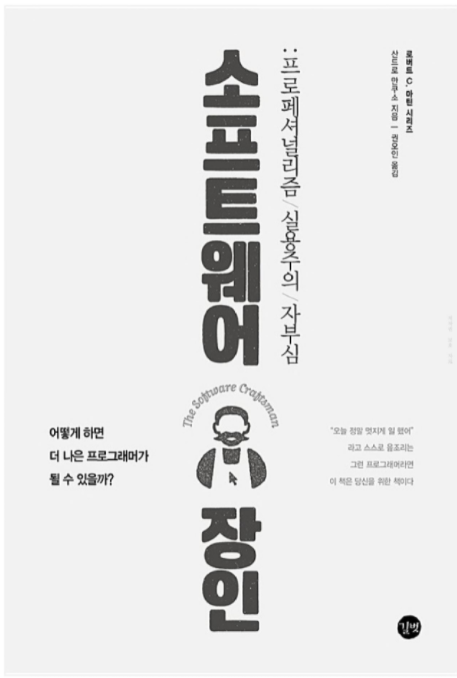 로버트 C. 마틴 시리즈
산드로 만쿠소 지음 | 권오인 옮김
:프로페셔널리즘/실용주의/자부심
소프트웨어
The Software Craftsman
장인
어떻게 하면
더 나은 프로그래머가
될 수 있을까?
"오늘 정말 멋지게 일 했어"
라고 스스로 읊조리는
그런 프로그래머라면
이 책은 당신을 위한 책이다
길벗